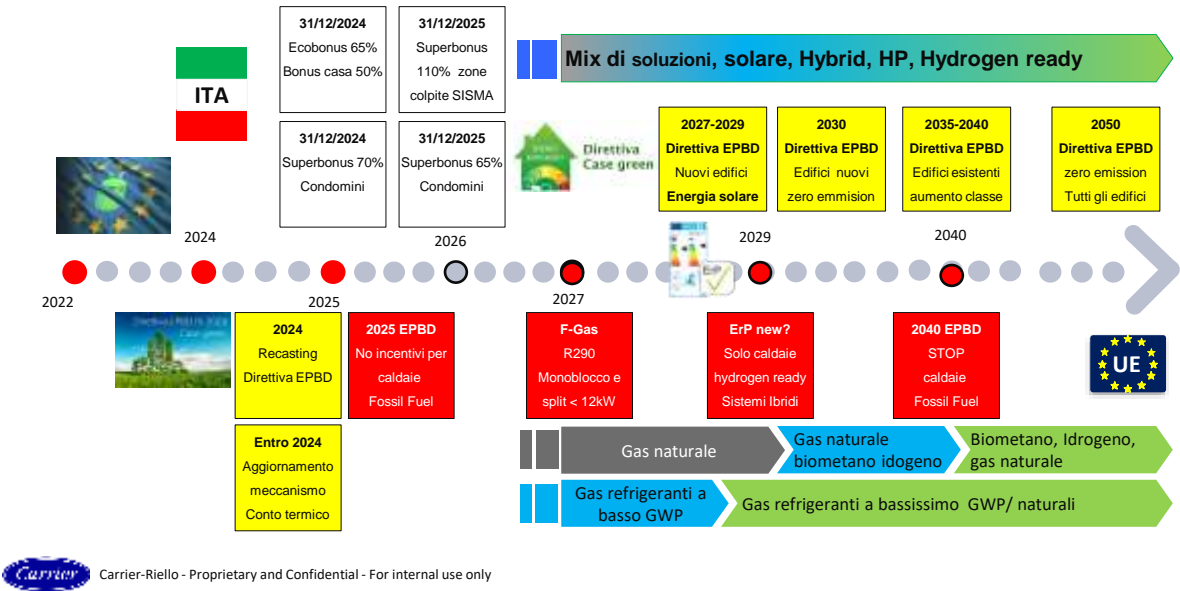 31/12/2024
Ecobonus 65%
Bonus casa 50%
31/12/2025
Superbonus
110% zone
colpite SISMA
Mix di soluzioni, solare, Hybrid, HP, Hydrogen ready
ITA
31/12/2024
Superbonus 70%
Condomini
31/12/2025
Superbonus 65%
Condomini
Direttiva
Case green
2027-2029
Direttiva EPBD
Nuovi edifici
Energia solare
2030
Direttiva EPBD
Edifici nuovi
zero emmision
2035-2040
Direttiva EPBD
Edifici esistenti
aumento classe
2050
Direttiva EPBD
zero emission
Tutti gli edifici
2024
2026
2029
2040
2022
2025
2027
2024
Recasting
Direttiva EPBD
2025 EPBD
No incentivi per
caldaie
Fossil Fuel
F-Gas
R290
Monoblocco e
split < 12kW
ErP new?
Solo caldaie
hydrogen ready
Sistemi Ibridi
2040 EPBD
STOP
caldaie
Fossil Fuel
UE
Entro 2024
Aggiornamento
meccanismo
Conto termico
Gas naturale
Gas naturale
biometano idogeno
Biometano, Idrogeno,
gas naturale
Gas refrigeranti a
basso GWP
Gas refrigeranti a bassissimo GWP/ naturali
Carrier
Carrier-Riello - Proprietary and Confidential - For internal use only